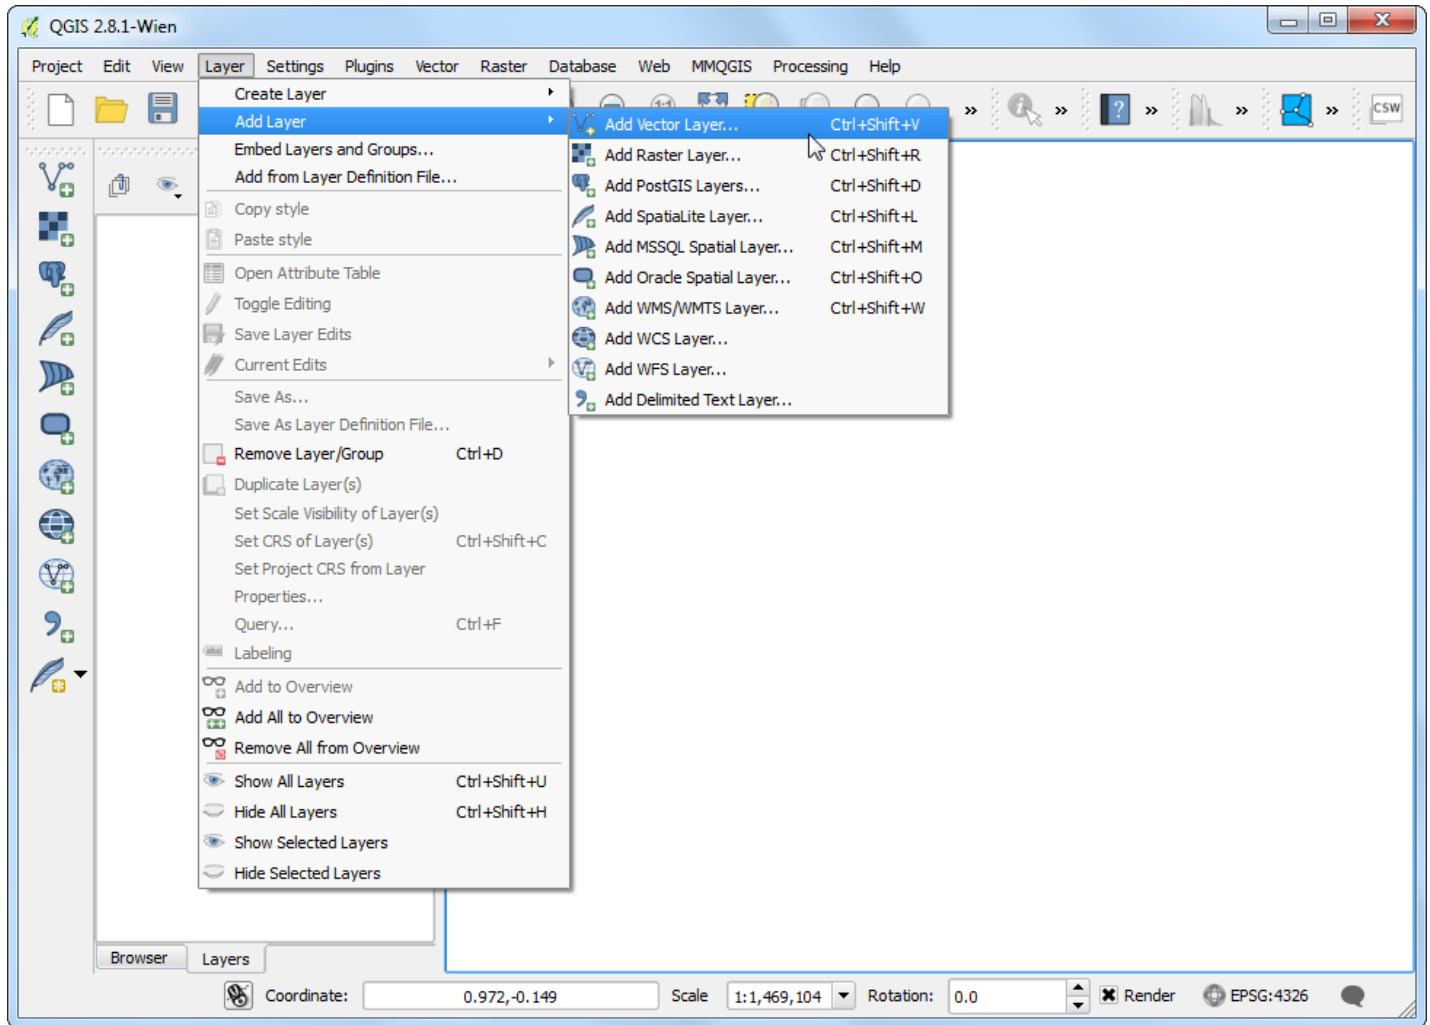 QGIS 2.8.1-Wien
Project Edit View Layer Settings Plugins Vector Raster Database Web MMQGIS Processing Help
CSW
Create Layer
Add Layer
Embed Layers and Groups...
Add from Layer Definition File...
Copy style
Paste style
Open Attribute Table
Toggle Editing
Save Layer Edits
Current Edits
Save As...
Save As Layer Definition File...
Remove Layer/Group Ctrl+D
Duplicate Layer(s)
Set Scale Visibility of Layer(s)
Set CRS of Layer(s) Ctrl+Shift+C
Set Project CRS from Layer
Properties...
Query... Ctrl+F
abc Labeling
Add to Overview
Add All to Overview
Remove All from Overview
Show All Layers Ctrl+Shift+U
Hide All Layers Ctrl+Shift+H
Show Selected Layers
Hide Selected Layers
Add Vector Layer... Ctrl+Shift+V
Add Raster Layer... Ctrl+Shift+R
Add PostGIS Layers... Ctrl+Shift+D
Add SpatiaLite Layer... Ctrl+Shift+L
Add MSSQL Spatial Layer... Ctrl+Shift+M
Add Oracle Spatial Layer... Ctrl+Shift+O
Add WMS/WMTS Layer... Ctrl+Shift+W
Add WCS Layer...
Add WFS Layer...
Add Delimited Text Layer...
Browser Layers
Coordinate: 0.972,-0.149 Scale 1:1,469,104 Rotation: 0.0 Render EPSG:4326